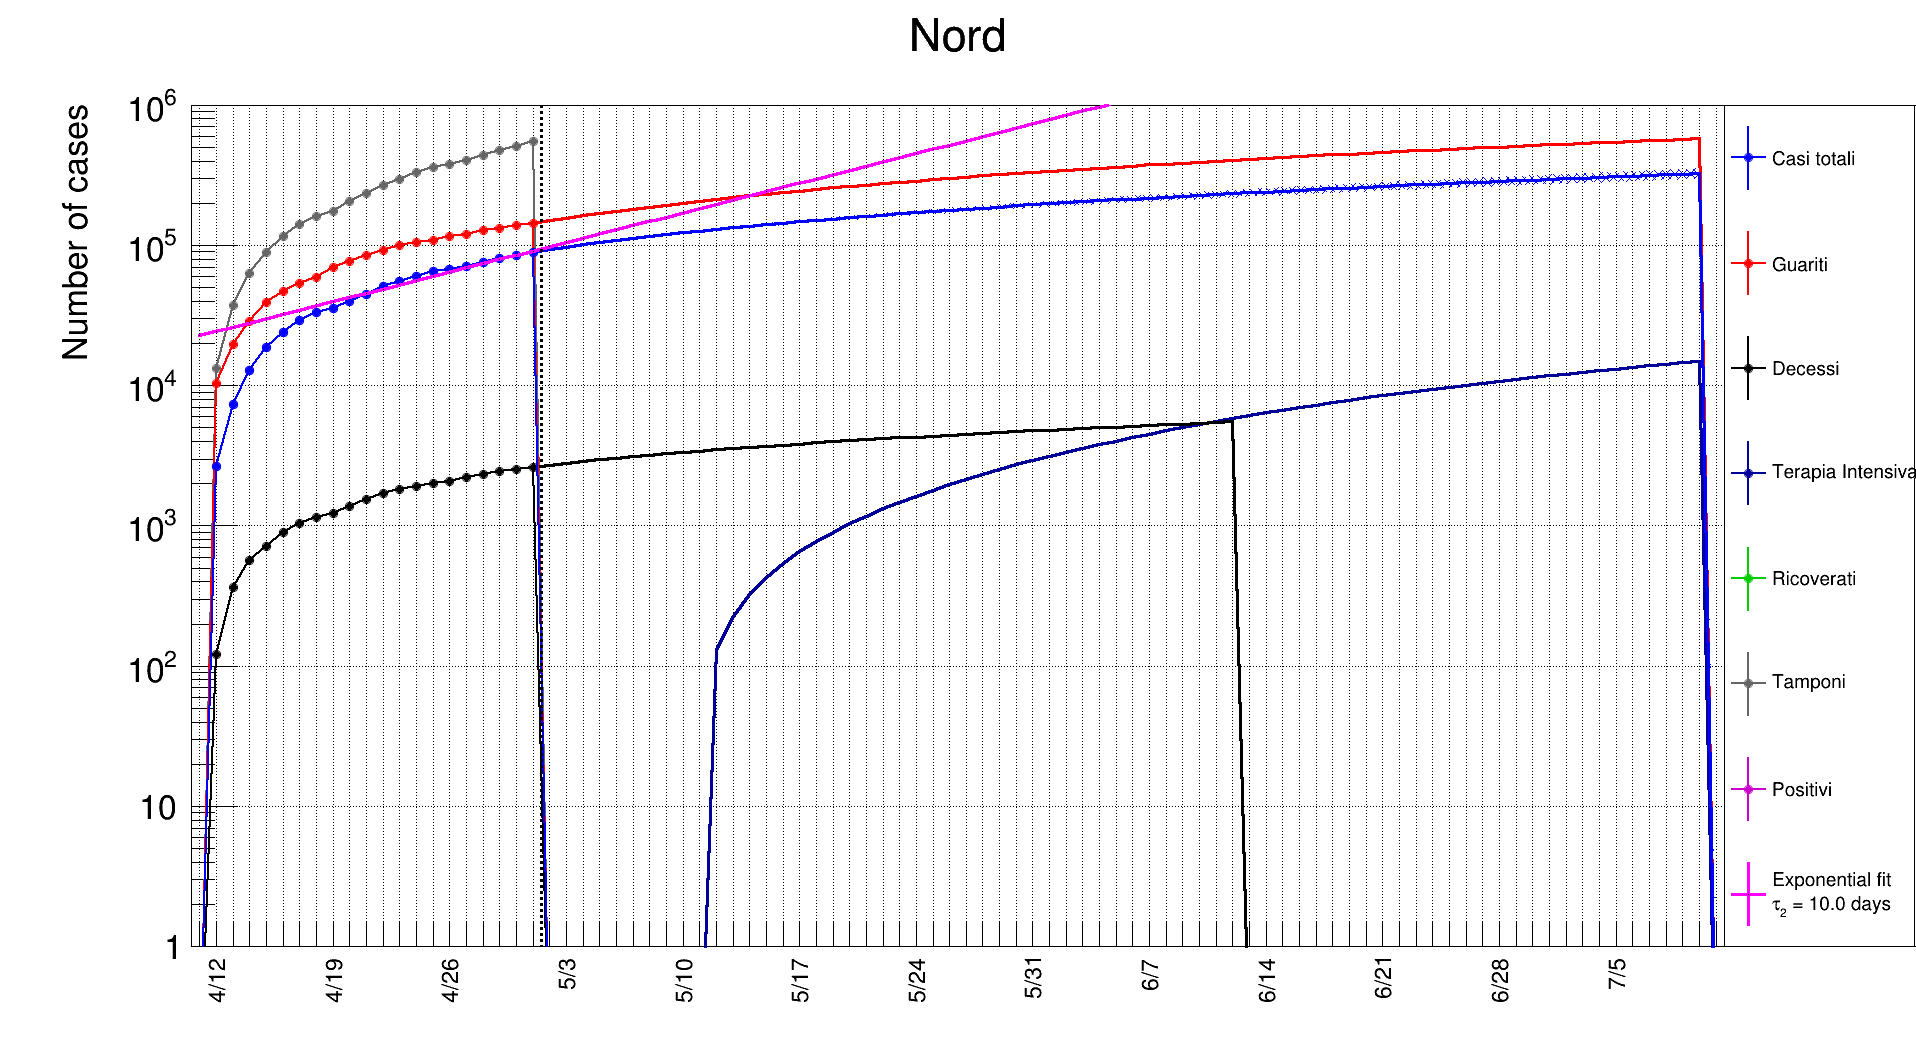 Nord
Number of cases
10^6
10^5
10^4
10^3
10^2
10
1
4/12
4/19
4/26
5/3
5/10
5/17
5/24
5/31
6/7
6/14
6/21
6/28
7/5
Casi totali
Guariti
Decessi
Terapia Intensiva
Ricoverati
Tamponi
Positivi
Exponential fit
τ₂ = 10.0 days